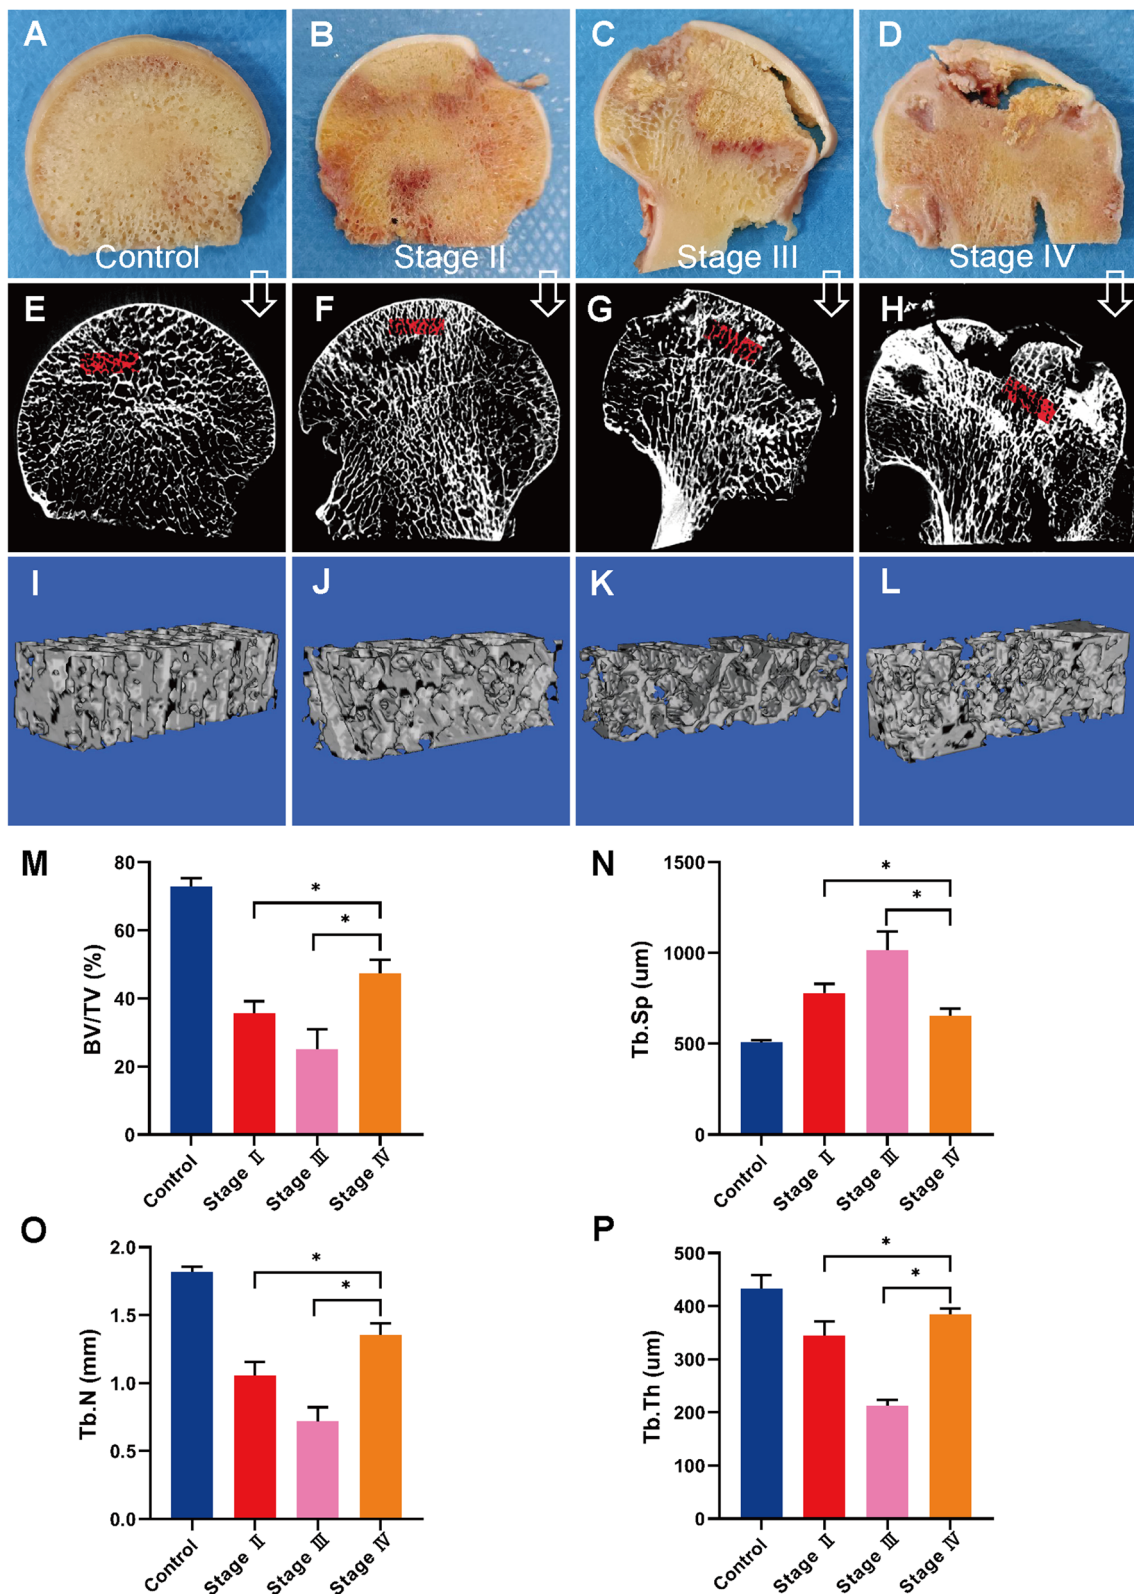 A
B
C
D
Control
Stage II
Stage III
Stage IV
E
F
G
H
I
J
K
L
M
80
60
40
20
0
BV/TV (%)
*
*
Control
Stage Ⅱ
Stage Ⅲ
Stage Ⅳ
N
1500
1000
500
0
Tb.Sp (um)
*
*
Control
Stage Ⅱ
Stage Ⅲ
Stage Ⅳ
O
2.0
1.5
1.0
0.5
0.0
Tb.N (mm)
*
*
Control
Stage Ⅱ
Stage Ⅲ
Stage Ⅳ
P
500
400
300
200
100
0
Tb.Th (um)
*
*
Control
Stage Ⅱ
Stage Ⅲ
Stage Ⅳ